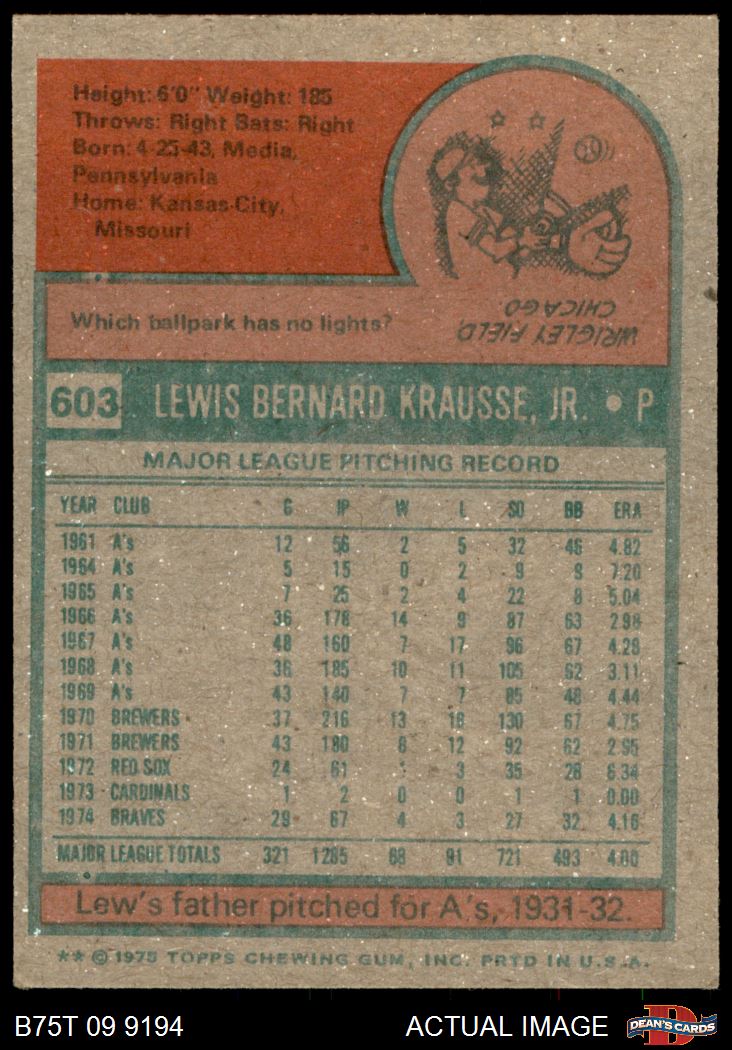 Height: 6'0" Weight: 185
Throws: Right Bats: Right
Born: 4-25-43, Media,
Pennsylvania
Home: Kansas City,
Missouri
Which ballpark has no lights?
WRIGLEY FIELD,
CHICAGO.
603 LEWIS BERNARD KRAUSSE, JR. • P
MAJOR LEAGUE PITCHING RECORD
YEAR CLUB G IP W L SO BB ERA
1961 A's 12 56 2 5 32 46 4.82
1964 A's 5 15 0 2 9 9 7.20
1965 A's 7 25 2 4 22 8 5.04
1966 A's 36 178 14 9 87 63 2.98
1967 A's 48 160 7 17 96 67 4.28
1968 A's 36 185 10 11 105 62 3.11
1969 A's 43 140 7 7 85 48 4.44
1970 BREWERS 37 216 13 18 130 67 4.75
1971 BREWERS 43 180 8 12 92 62 2.95
1972 RED SOX 24 61 1 3 35 28 6.34
1973 CARDINALS 1 2 0 0 1 1 0.00
1974 BRAVES 29 67 4 3 27 32 4.16
MAJOR LEAGUE TOTALS 321 1285 68 91 721 493 4.00
Lew's father pitched for A's, 1931-32.
** © 1975 TOPPS CHEWING GUM, INC. PRTD IN U.S.A.
B75T 09 9194 ACTUAL IMAGE DEAN'S CARDS